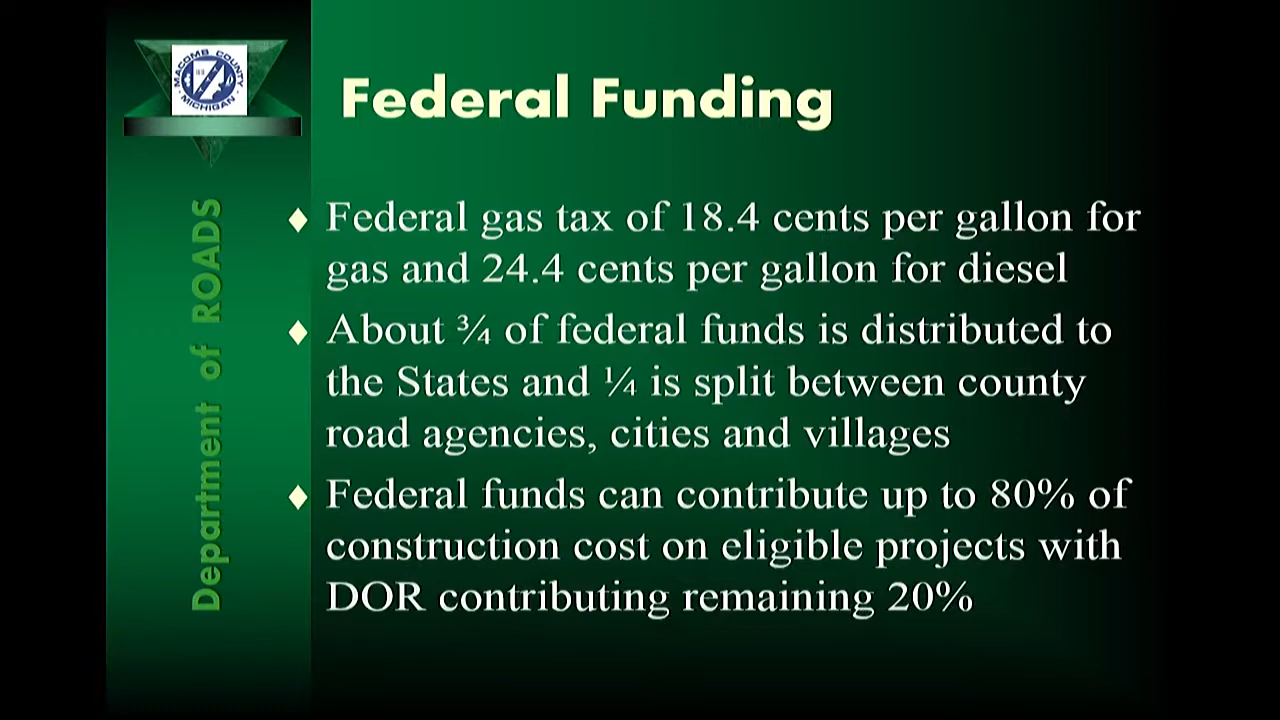 MACOMB COUNTY
MICHIGAN
Department of ROADS
Federal Funding
Federal gas tax of 18.4 cents per gallon for
gas and 24.4 cents per gallon for diesel
About ¾ of federal funds is distributed to
the States and ¼ is split between county
road agencies, cities and villages
Federal funds can contribute up to 80% of
construction cost on eligible projects with
DOR contributing remaining 20%